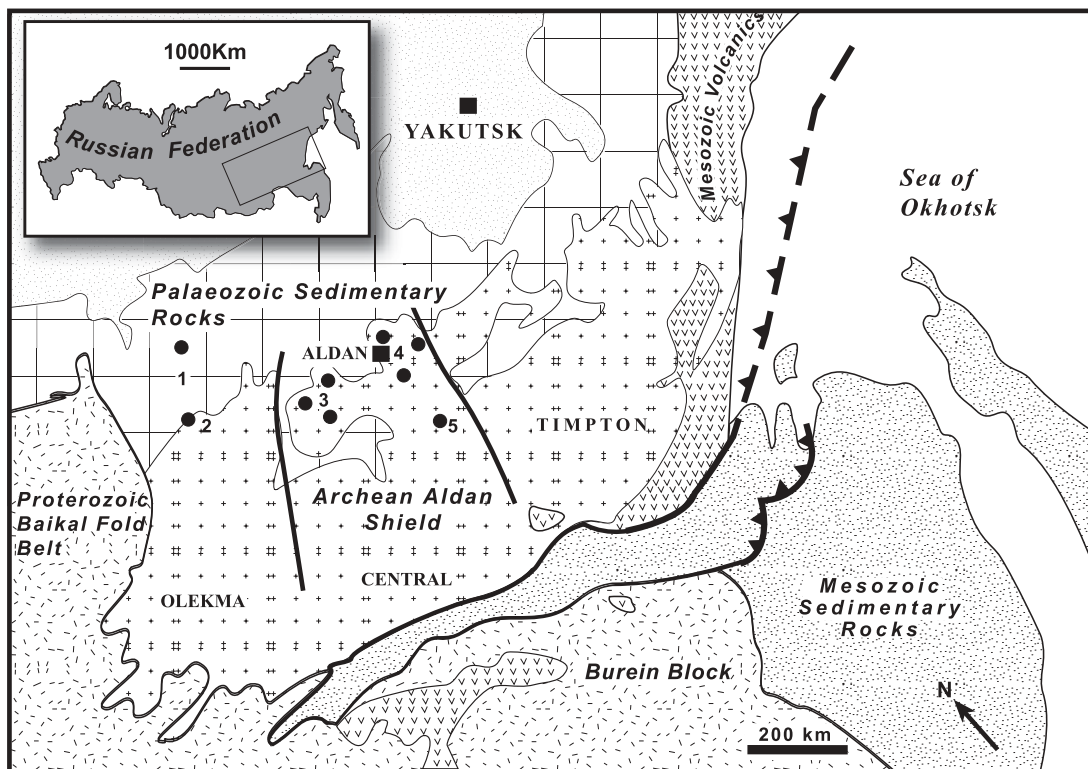 1000Km
Russian Federation
YAKUTSK
Mesozoic Volcanics
Sea of
Okhotsk
Palaeozoic Sedimentary
Rocks
ALDAN
4
1
3
2
5
TIMPTON
Archean Aldan
Shield
Proterozoic
Baikal Fold
Belt
CENTRAL
OLEKMA
Mesozoic
Sedimentary
Rocks
Burein Block
N
200 km